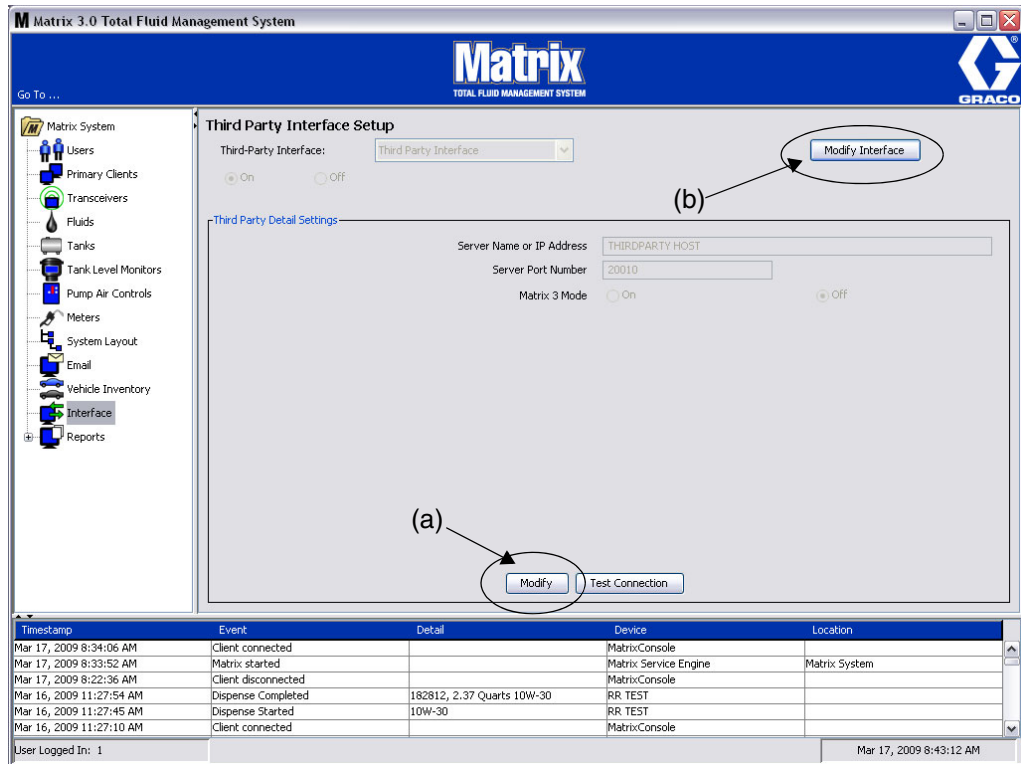 M Matrix 3.0 Total Fluid Management System
Matrix
TOTAL FLUID MANAGEMENT SYSTEM
®
GRACO
Go To ...
Matrix System
Users
Primary Clients
Transceivers
Fluids
Tanks
Tank Level Monitors
Pump Air Controls
Meters
System Layout
Email
Vehicle Inventory
Interface
Reports
Third Party Interface Setup
Third-Party Interface: Third Party Interface
On Off
Modify Interface
(b)
Third Party Detail Settings
Server Name or IP Address THIRDPARTY HOST
Server Port Number 20010
Matrix 3 Mode On Off
(a)
Modify Test Connection
Timestamp Event Detail Device Location
Mar 17, 2009 8:34:06 AM Client connected MatrixConsole
Mar 17, 2009 8:33:52 AM Matrix started Matrix Service Engine Matrix System
Mar 17, 2009 8:22:36 AM Client disconnected MatrixConsole
Mar 16, 2009 11:27:54 AM Dispense Completed 182812, 2.37 Quarts 10W-30 RR TEST
Mar 16, 2009 11:27:45 AM Dispense Started 10W-30 RR TEST
Mar 16, 2009 11:27:10 AM Client connected MatrixConsole
User Logged In: 1 Mar 17, 2009 8:43:12 AM